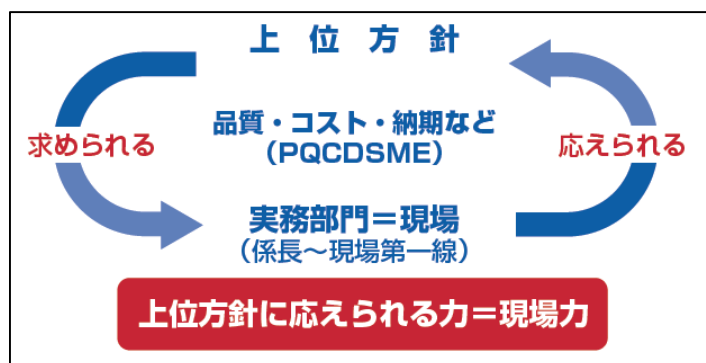 上位方針
品質・コスト・納期など
（PQCDSME）
求められる
応えられる
実務部門＝現場
（係長～現場第一線）
上位方針に応えられる力＝現場力